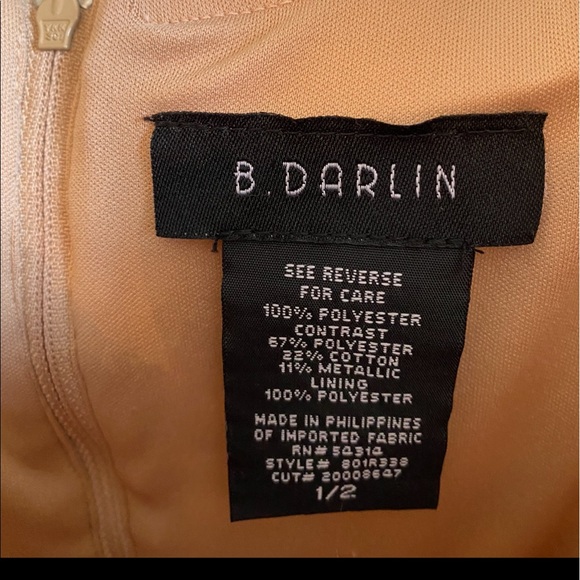 B. DARLIN
SEE REVERSE
FOR CARE
100% POLYESTER
CONTRAST
67% POLYESTER
22% COTTON
11% METALLIC
LINING
100% POLYESTER
MADE IN PHILIPPINES
OF IMPORTED FABRIC
RN# 54314
STYLE# 801R338
CUT# 20008647
1/2